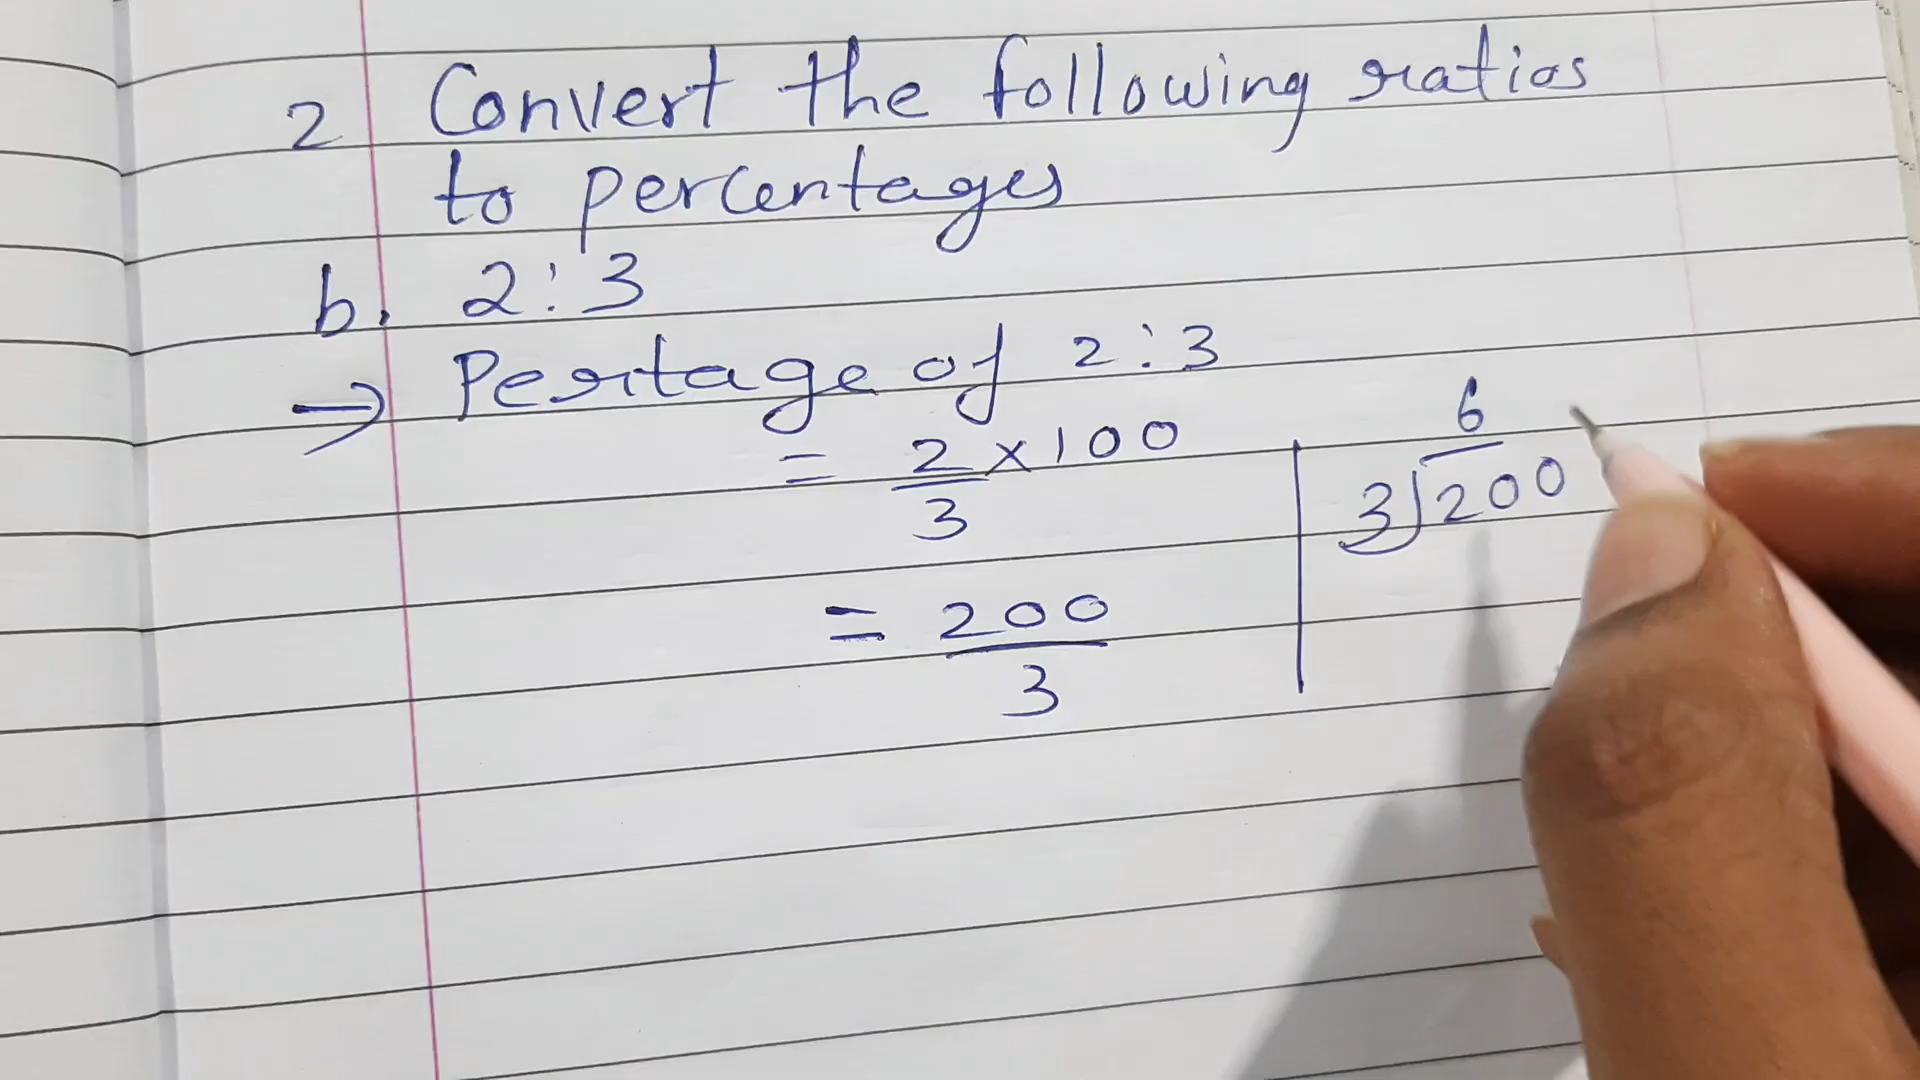 2 Convert the following ratios
to percentages
b. 2:3
→ Peritage of 2:3
= 2/3 × 100
= 200/3
6
3)200